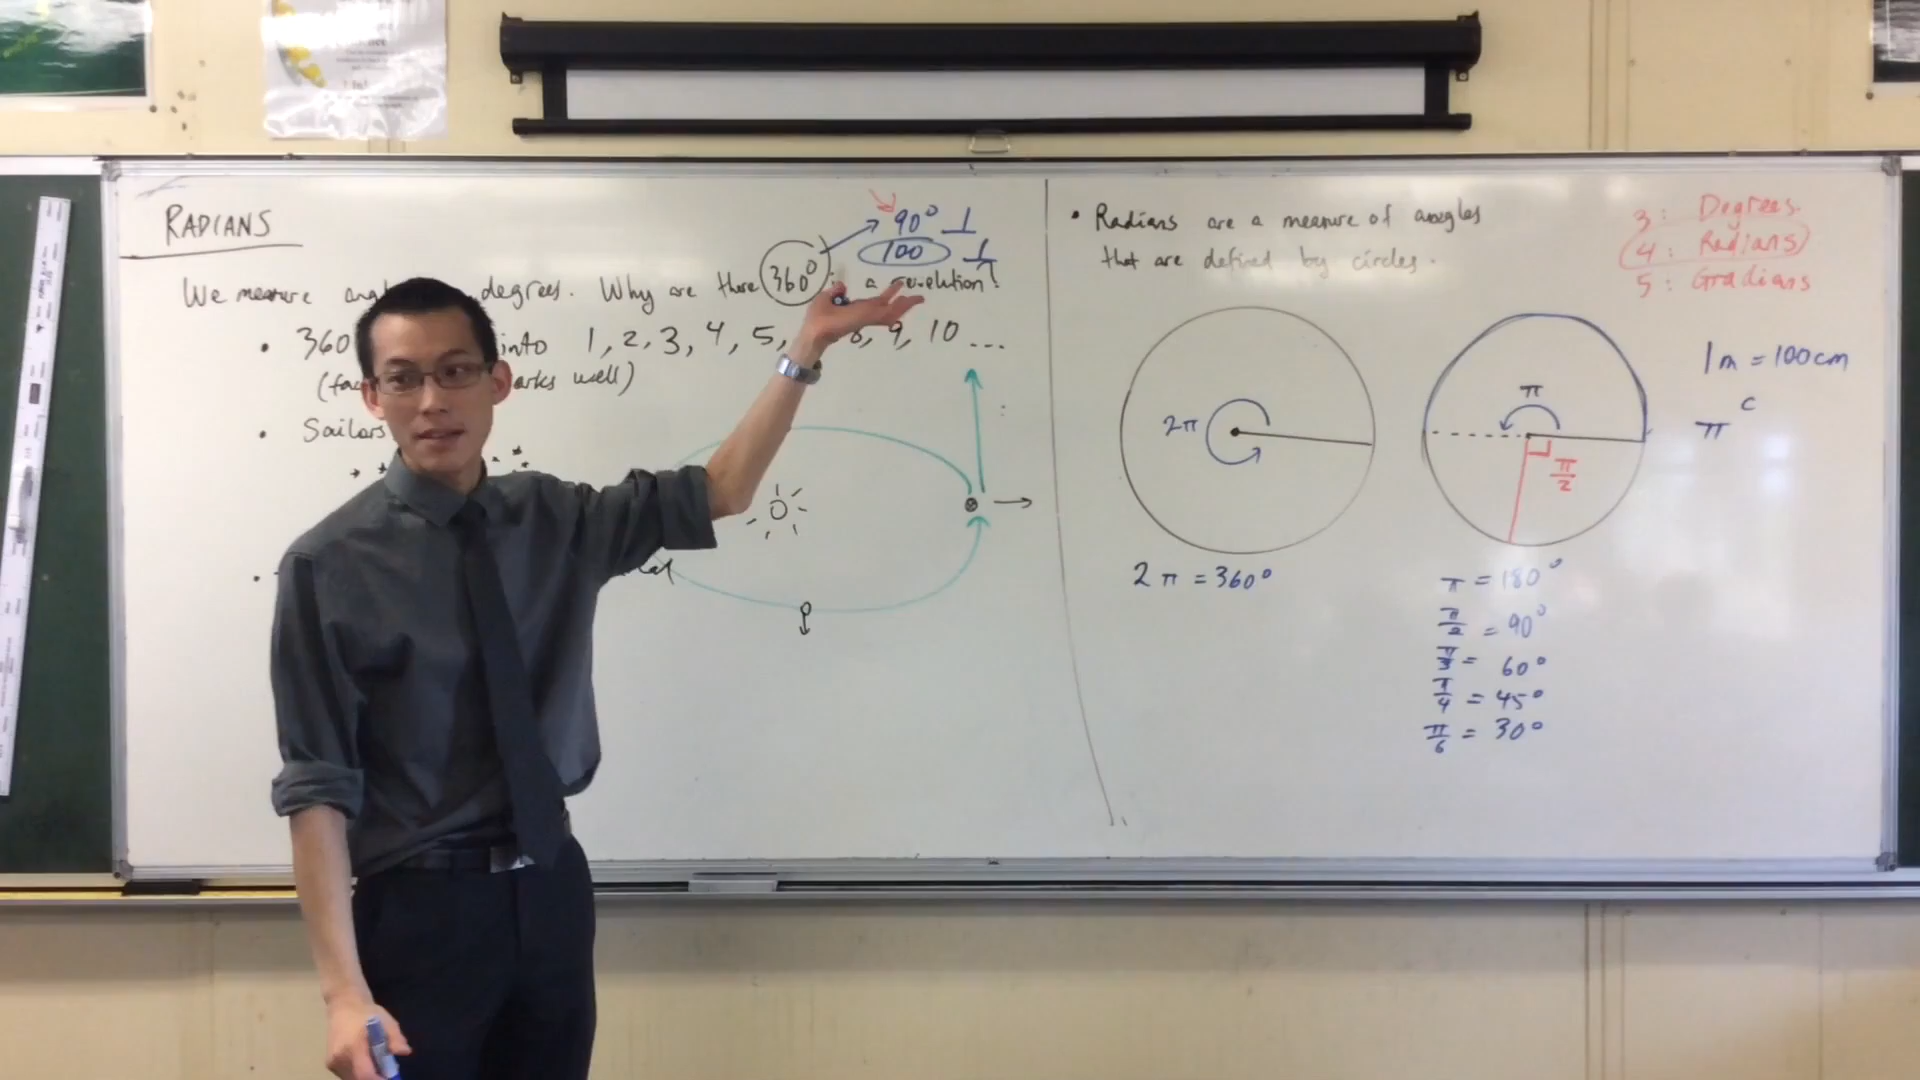 RADIANS
90° ⊥
100 ⊥
We measure degrees. Why are there 360° a revolution?
360 into 1, 2, 3, 4, 5, 8, 9, 10 ...
works well)
Sailors
• Radians are a measure of angles
that are defined by circles.
3: Degrees.
4: Radians
5: Gradians
2π
π
π/2
1m = 100cm
π c
2π = 360°
π = 180°
π/2 = 90°
π/3 = 60°
π/4 = 45°
π/6 = 30°